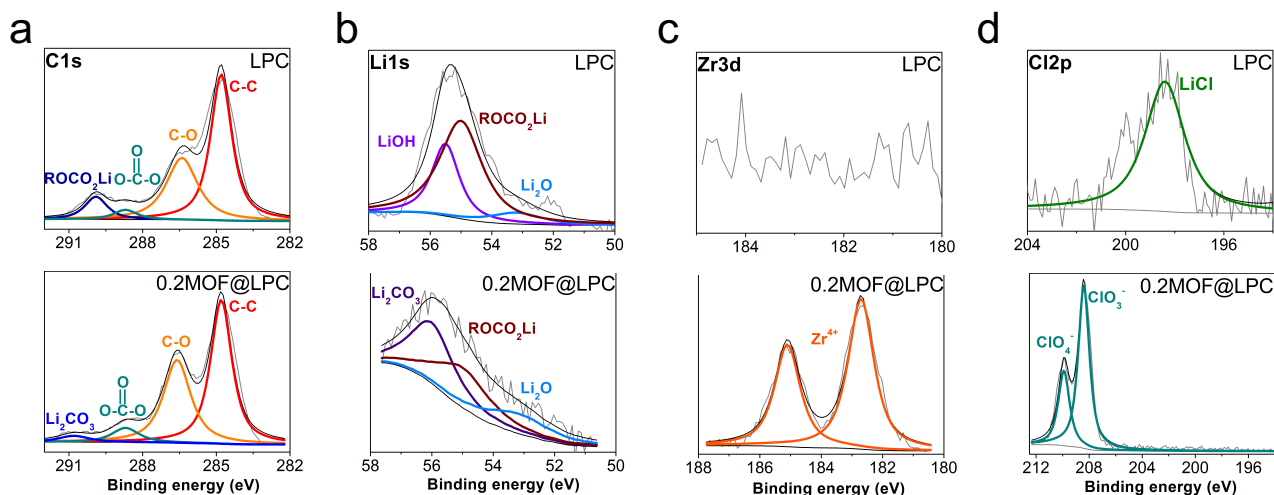 a
C1s
LPC
C-C
C-O
O
O-C-O
ROCO₂Li
291
288
285
282
0.2MOF@LPC
C-C
C-O
O
O-C-O
Li₂CO₃
291
288
285
282
Binding energy (eV)
b
Li1s
LPC
ROCO₂Li
LiOH
Li₂O
58
56
54
52
50
0.2MOF@LPC
Li₂CO₃
ROCO₂Li
Li₂O
58
56
54
52
50
Binding energy (eV)
c
Zr3d
LPC
184
182
180
0.2MOF@LPC
Zr⁴⁺
188
186
184
182
180
Binding energy (eV)
d
Cl2p
LPC
LiCl
204
200
196
0.2MOF@LPC
ClO₃⁻
ClO₄⁻
212
208
204
200
196
Binding energy (eV)